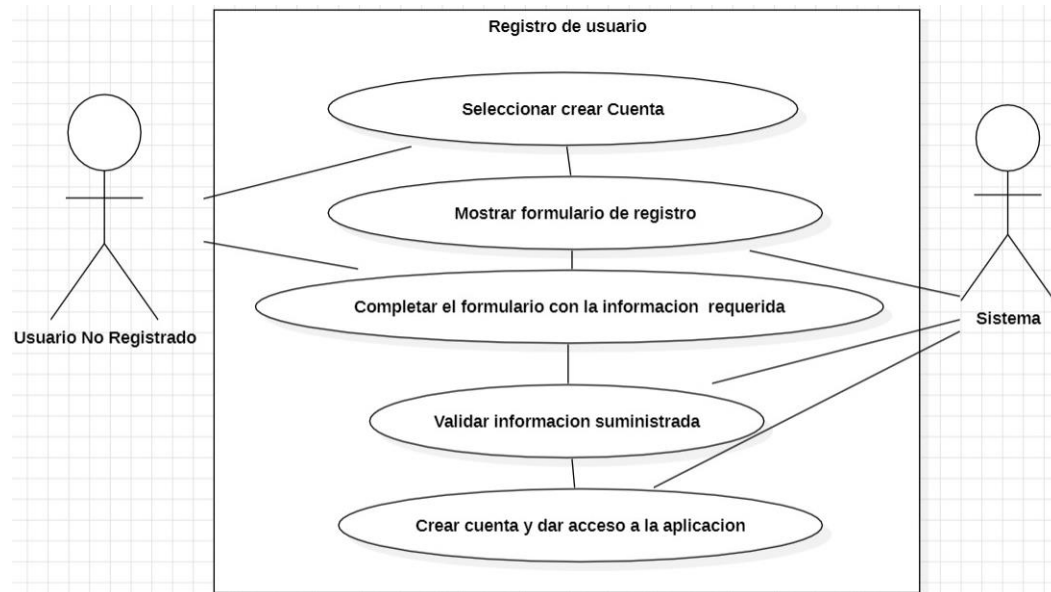 Registro de usuario
Seleccionar crear Cuenta
Mostrar formulario de registro
Completar el formulario con la informacion requerida
Usuario No Registrado
Sistema
Validar informacion suministrada
Crear cuenta y dar acceso a la aplicacion